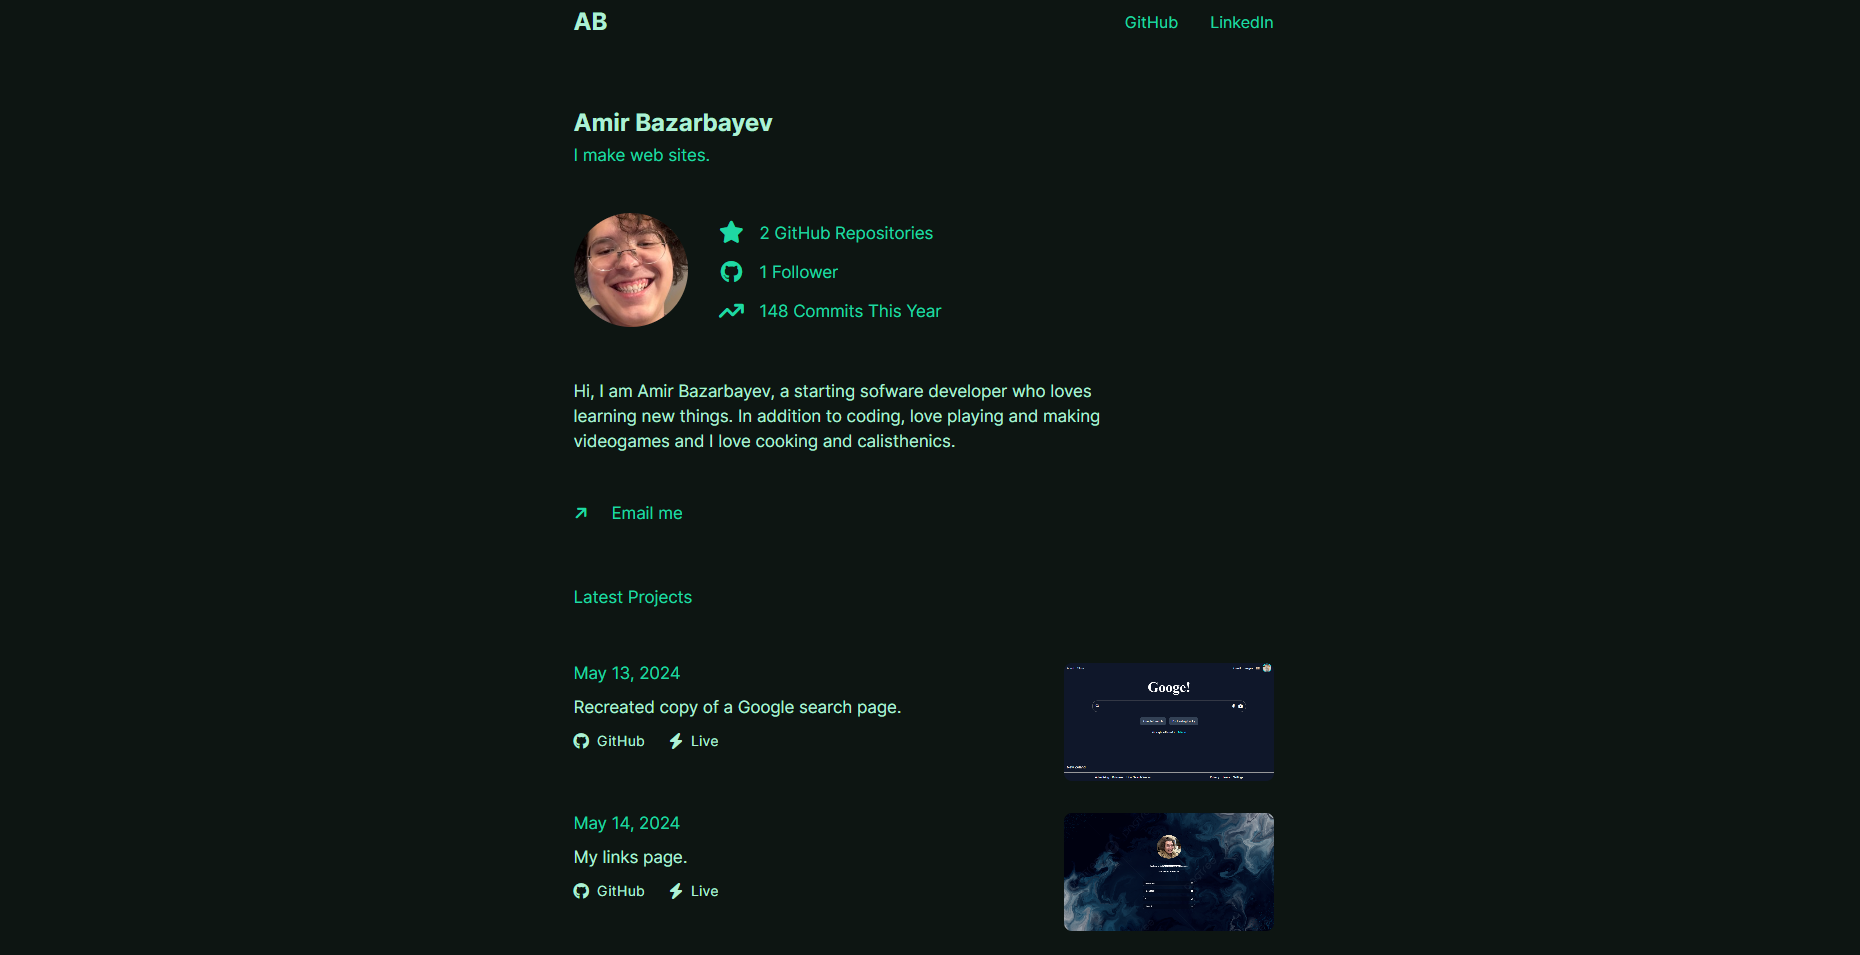 AB
GitHub
LinkedIn
Amir Bazarbayev
I make web sites.
2 GitHub Repositories
1 Follower
148 Commits This Year
Hi, I am Amir Bazarbayev, a starting sofware developer who loves
learning new things. In addition to coding, love playing and making
videogames and I love cooking and calisthenics.
Email me
Latest Projects
May 13, 2024
Recreated copy of a Google search page.
GitHub
Live
Googe!
May 14, 2024
My links page.
GitHub
Live